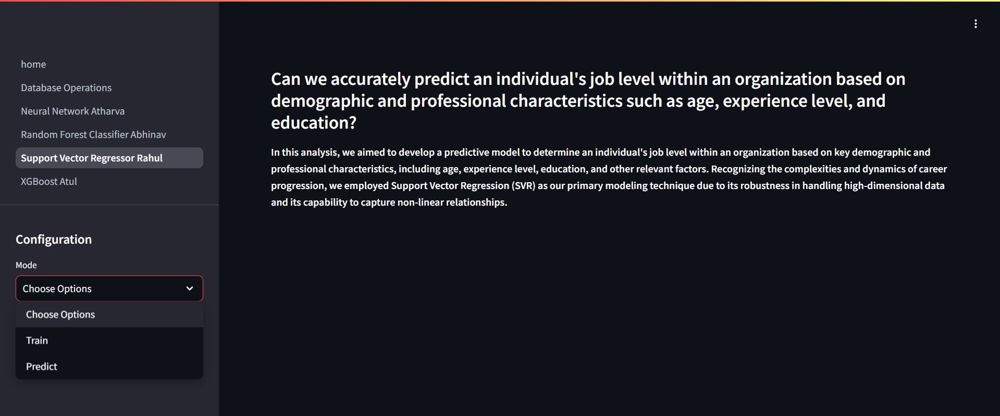 home
Database Operations
Neural Network Atharva
Random Forest Classifier Abhinav
Support Vector Regressor Rahul
XGBoost Atul
Configuration
Mode
Choose Options
Choose Options
Train
Predict
Can we accurately predict an individual's job level within an organization based on
demographic and professional characteristics such as age, experience level, and
education?
In this analysis, we aimed to develop a predictive model to determine an individual's job level within an organization based on key demographic and
professional characteristics, including age, experience level, education, and other relevant factors. Recognizing the complexities and dynamics of career
progression, we employed Support Vector Regression (SVR) as our primary modeling technique due to its robustness in handling high-dimensional data
and its capability to capture non-linear relationships.